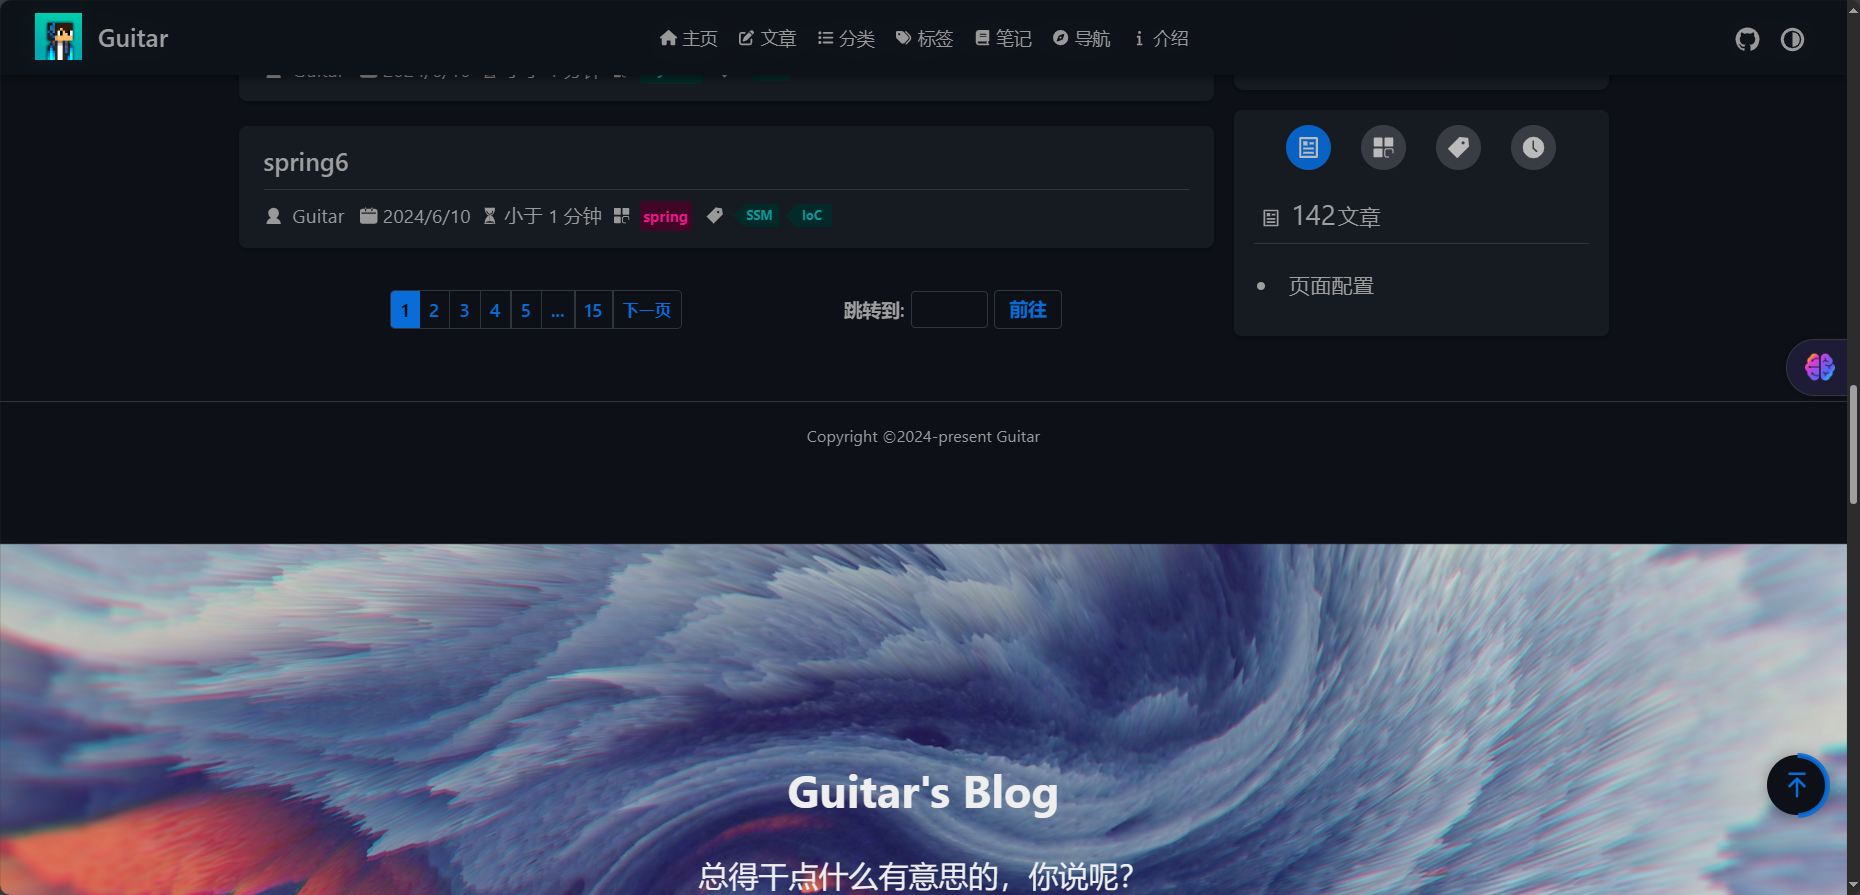 Guitar
主页 文章 分类 标签 笔记 导航 介绍
spring6
Guitar 2024/6/10 小于 1 分钟 spring SSM IoC
1 2 3 4 5 ... 15 下一页
跳转到: 前往
142文章
页面配置
Copyright ©2024-present Guitar
Guitar's Blog
总得干点什么有意思的，你说呢？